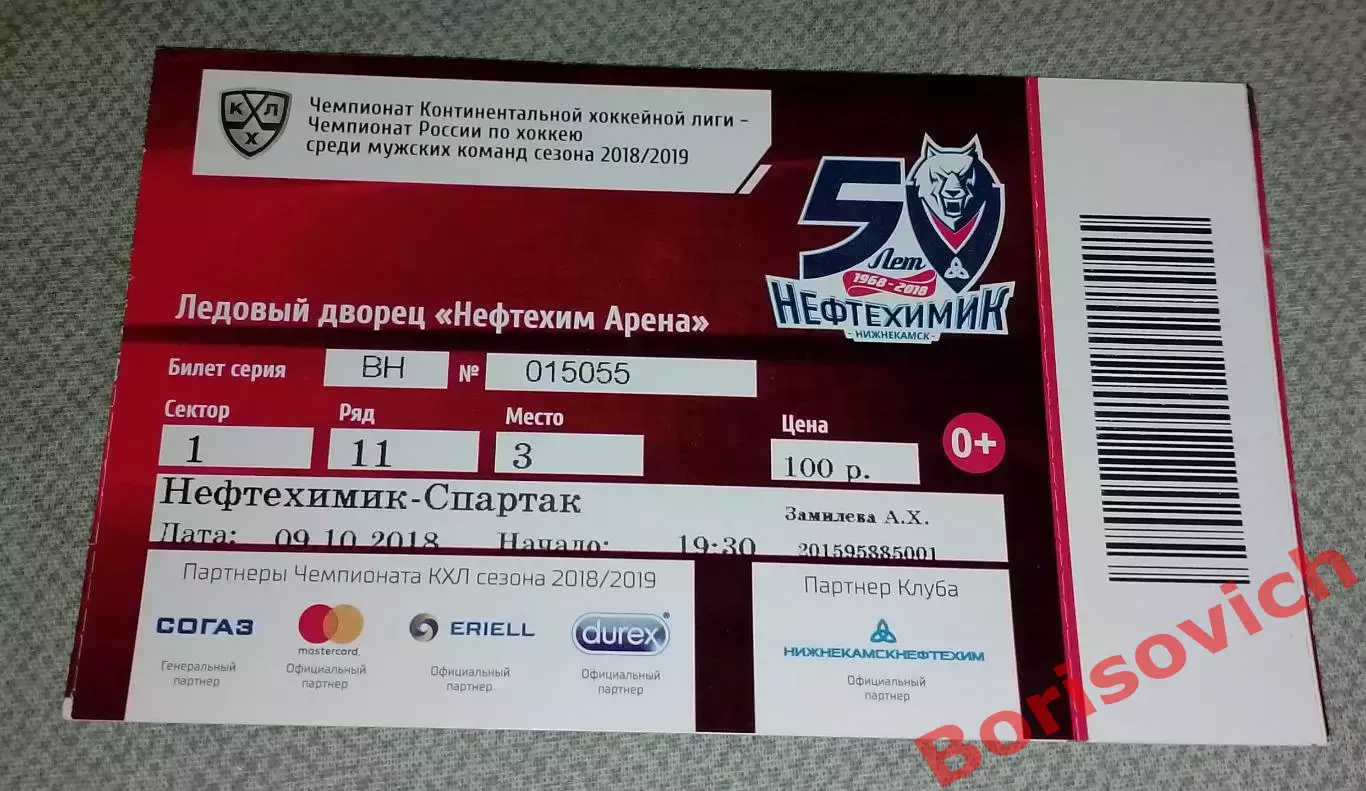 КХЛ
Чемпионат Континентальной хоккейной лиги -
Чемпионат России по хоккею
среди мужских команд сезона 2018/2019
50
Лет
1968-2018
НЕФТЕХИМИК
- НИЖНЕКАМСК -
Ледовый дворец «Нефтехим Арена»
Билет серия ВН № 015055
Сектор Ряд Место Цена
1 11 3 100 р. 0+
Нефтехимик-Спартак
Замилева А.Х.
Дата: 09.10.2018 Начало: 19:30 201595885001
Партнеры Чемпионата КХЛ сезона 2018/2019
Партнер Клуба
СОГАЗ mastercard. ERIELL durex
НИЖНЕКАМСКНЕФТЕХИМ
Генеральный партнер
Официальный партнер
Официальный партнер
Официальный партнер
Официальный партнер
Borisovich